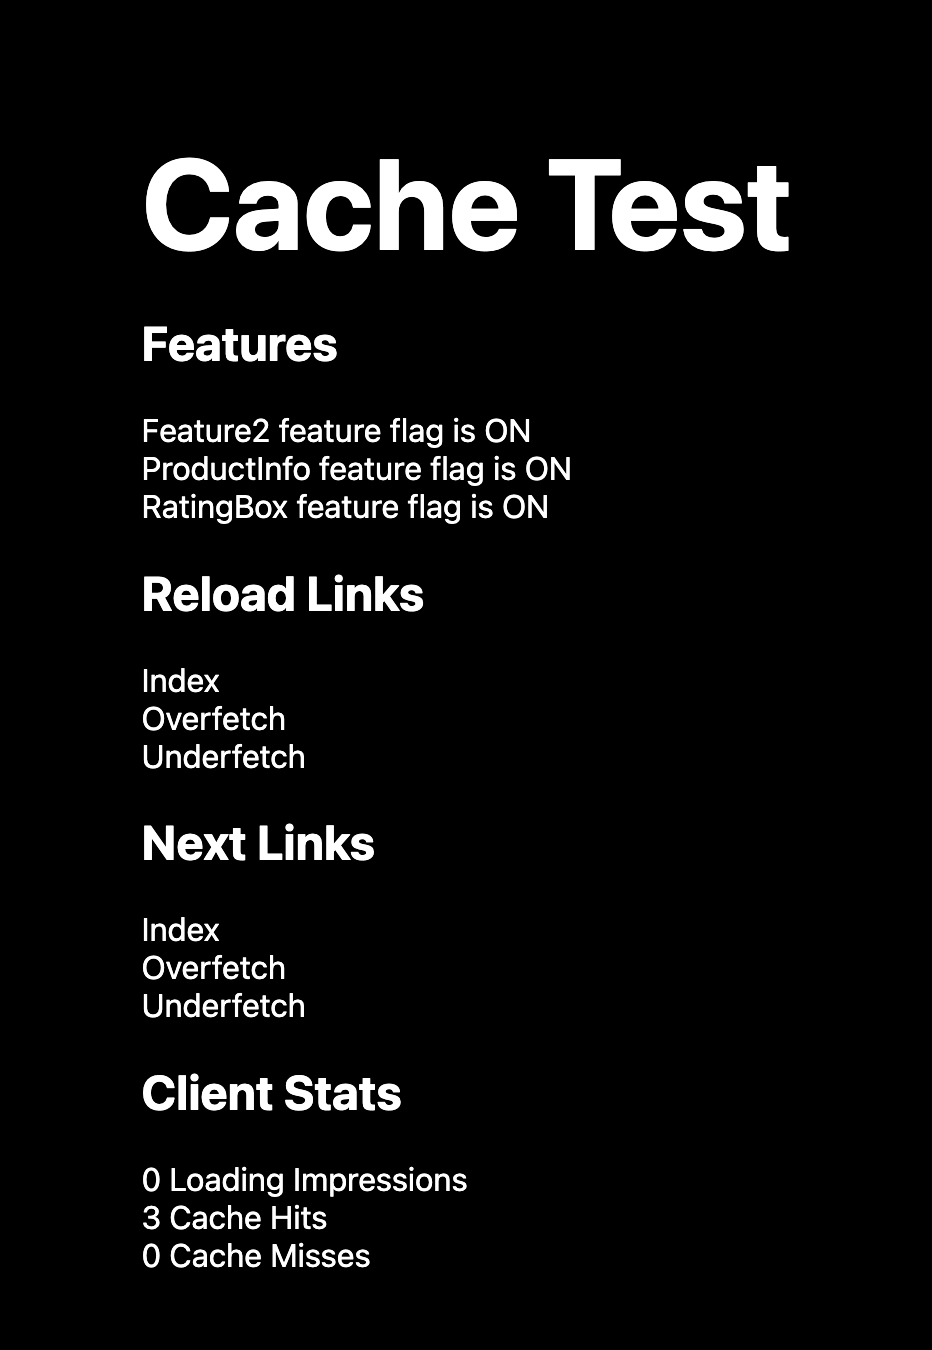 Cache Test
Features
Feature2 feature flag is ON
ProductInfo feature flag is ON
RatingBox feature flag is ON
Reload Links
Index
Overfetch
Underfetch
Next Links
Index
Overfetch
Underfetch
Client Stats
0 Loading Impressions
3 Cache Hits
0 Cache Misses